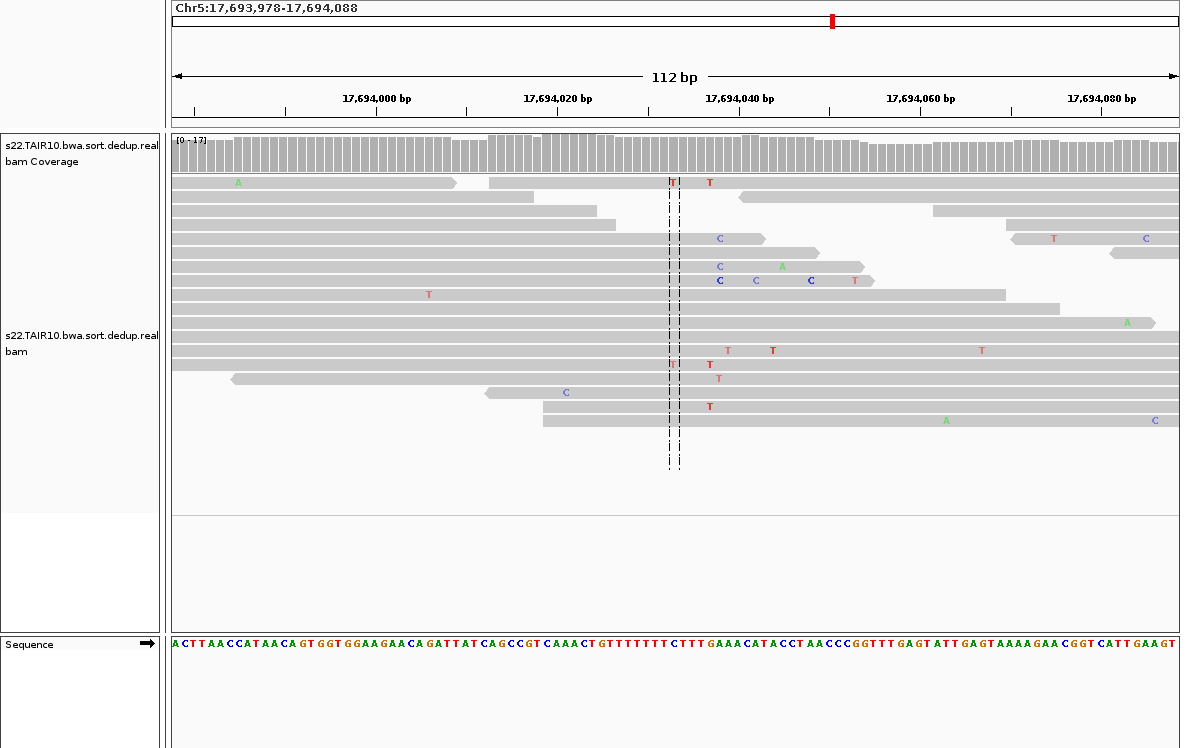 Chr5:17,693,978-17,694,088
112 bp
17,694,000 bp 17,694,020 bp 17,694,040 bp 17,694,060 bp 17,694,080 bp
s22.TAIR10.bwa.sort.dedup.real
bam Coverage
[0 - 17]
A T T
C T C
C A
C C C T
T
A
s22.TAIR10.bwa.sort.dedup.real
bam
T T T
T T
T
C
T
A C
Sequence
ACTTAACCATAACAGTGGTGGAAGAACAGATTATCAGCCGTCAAACTGTTTTTTTCTTTGAAACATACCTAACCCGGTTTGAGTATTGAGTAAAAGAACGGTCATTGAAGT